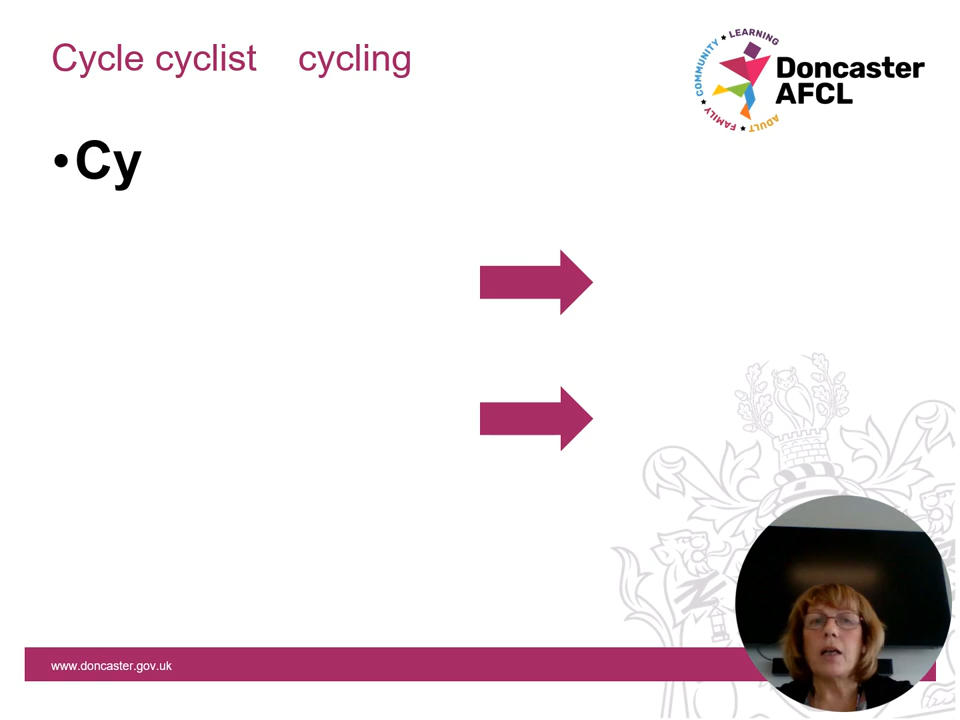 Cycle cyclist cycling
COMMUNITY ★ LEARNING
★ FAMILY ★ ADULT
Doncaster
AFCL
•Cy
www.doncaster.gov.uk